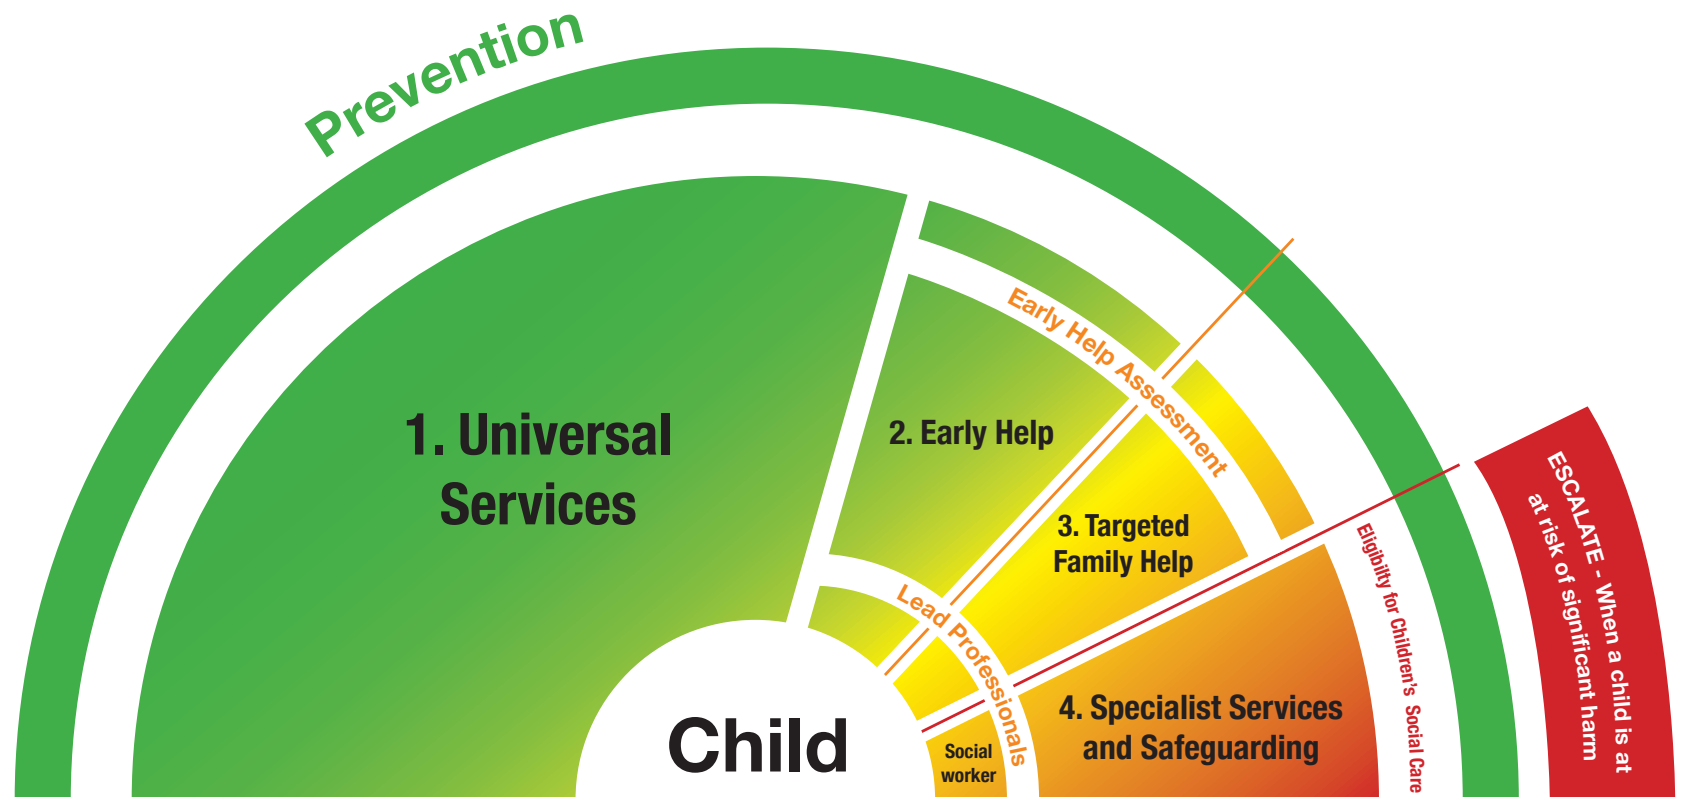 Prevention
1. Universal
Services
2. Early Help
Early Help Assessment
3. Targeted
Family Help
Lead Professionals
4. Specialist Services
and Safeguarding
Social
worker
Child
Eligibilty for Children's Social Care
ESCALATE - When a child is at
at risk of significant harm